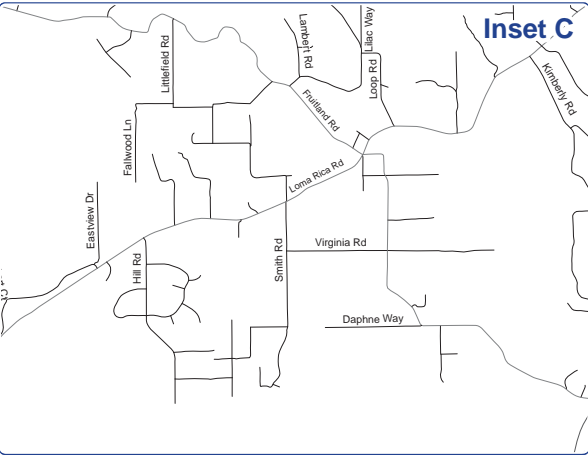 Inset C
Lambert Rd
Lilac Way
Littlefield Rd
Loop Rd
Kimberly Rd
Fruitland Rd
Fallwood Ln
Loma Rica Rd
Eastview Dr
Hill Rd
Smith Rd
Virginia Rd
Daphne Way